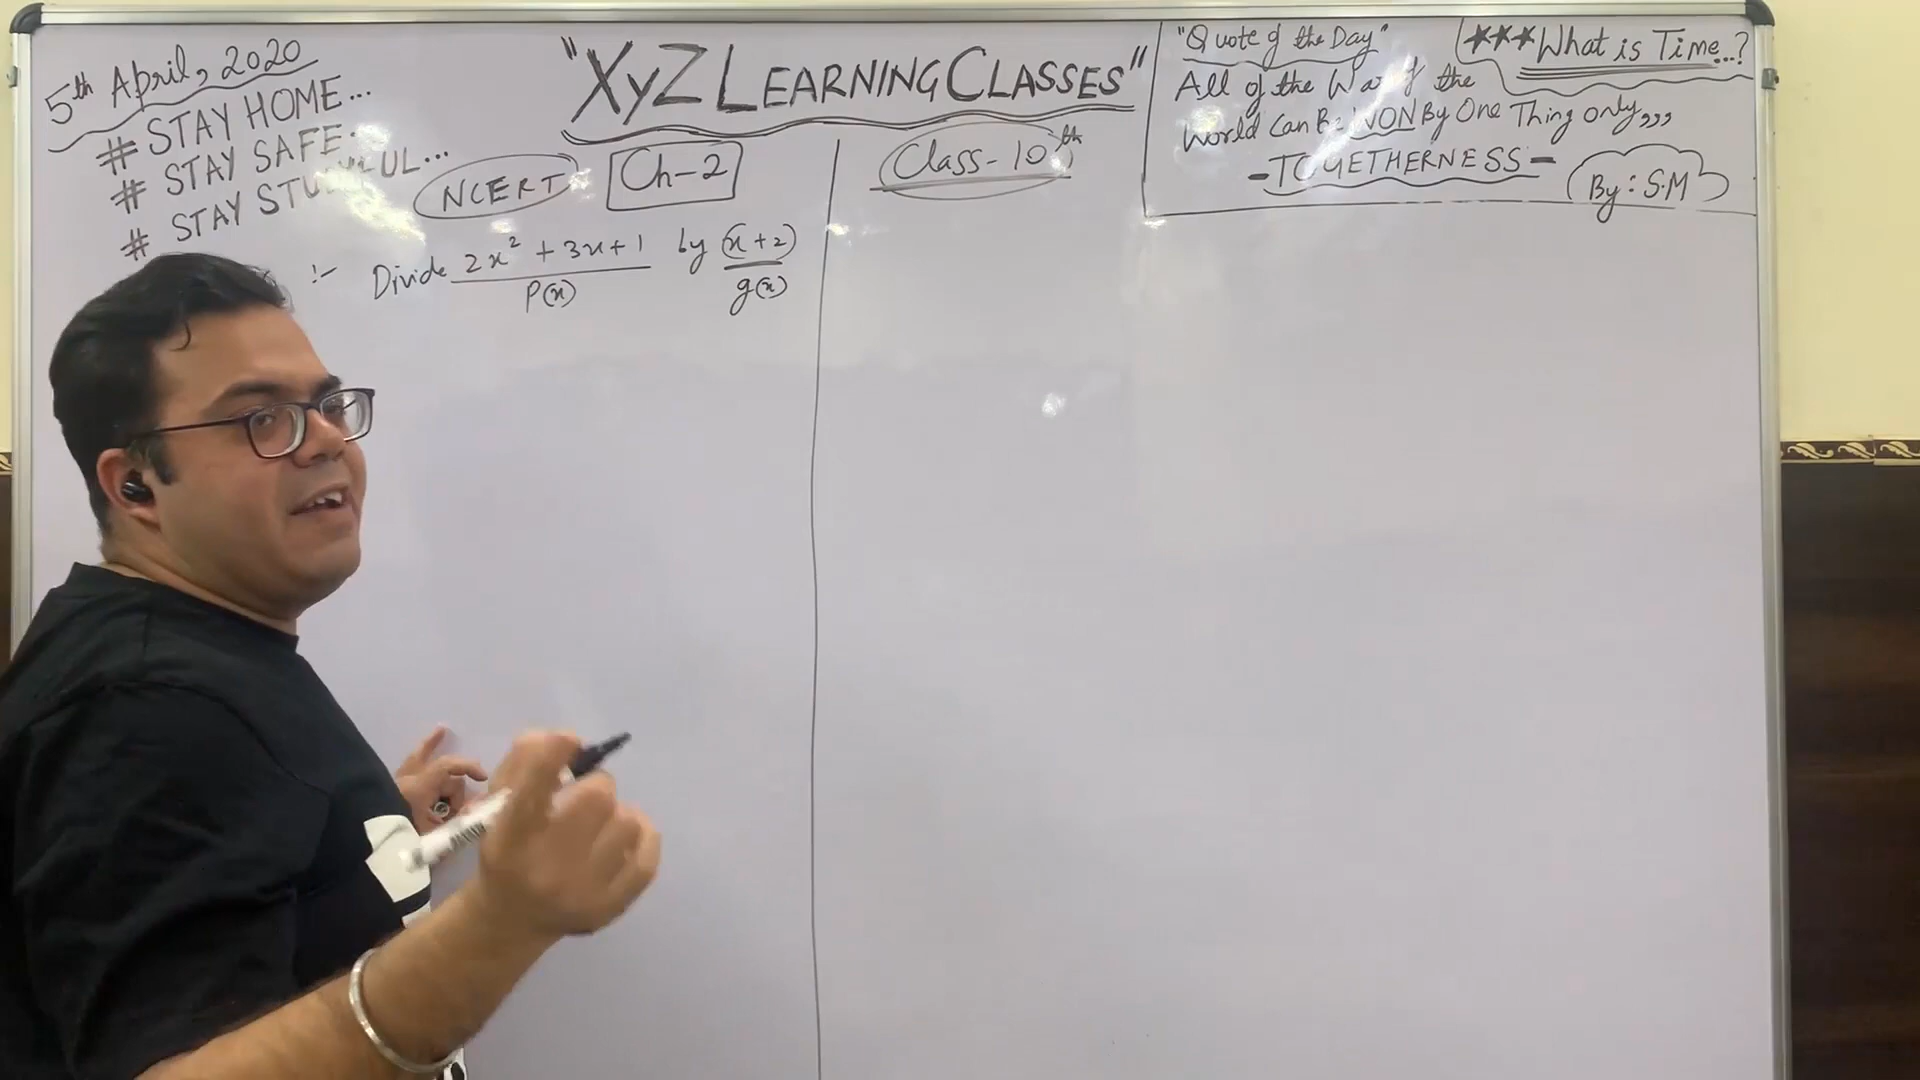 5th April, 2020
# STAY HOME...
# STAY SAFE.
# STAY
"XyZ LEARNING CLASSES"
NCERT
Ch-2
Class-10th
"Quote of the Day"
All of the of the
World Can Be WON By One Thing only,,,
-TOGETHERNESS-
By: S.M
***What is Time...?
:- Divide 2x² + 3x + 1 by (x+2)
P(x) g(x)